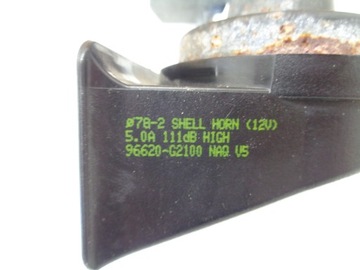 ø78-2 SHELL HORN (12V)
5.0A 111dB HIGH
96620-G2100 NAQ V5